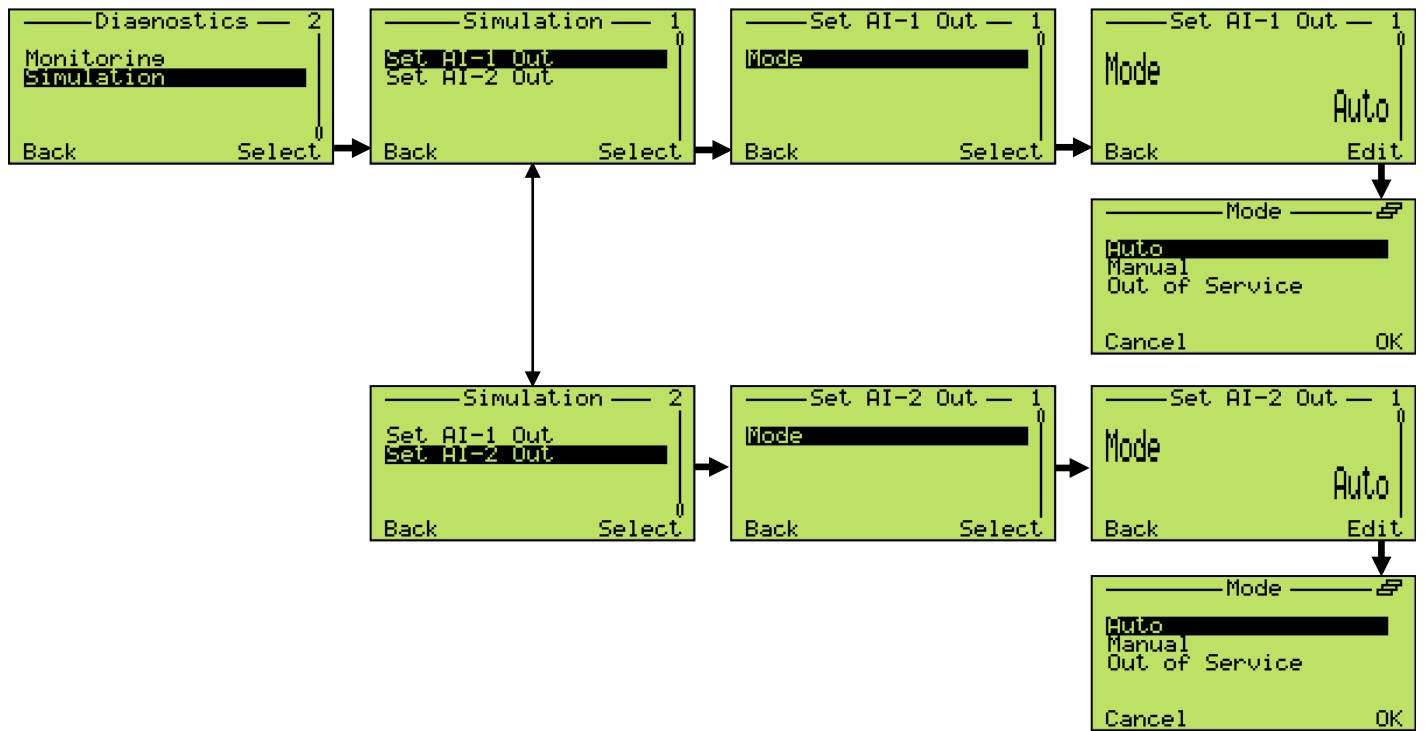 Diagnostics 2
Monitoring
Simulation
Back Select
Simulation 1
Set AI-1 Out
Set AI-2 Out
Back Select
Set AI-1 Out 1
Mode
Back Select
Set AI-1 Out 1
Mode
Auto
Back Edit
Mode
Auto
Manual
Out of Service
Cancel OK
Simulation 2
Set AI-1 Out
Set AI-2 Out
Back Select
Set AI-2 Out 1
Mode
Back Select
Set AI-2 Out 1
Mode
Auto
Back Edit
Mode
Auto
Manual
Out of Service
Cancel OK